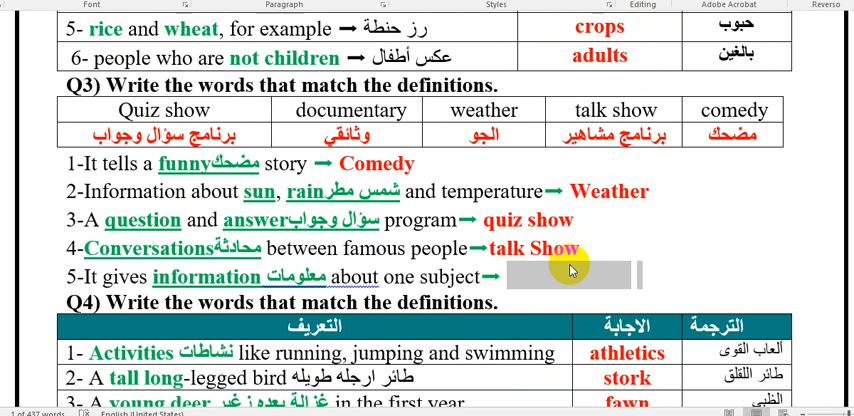 Font Paragraph Styles Editing Adobe Acrobat Reverso
5- rice and wheat, for example → رز حنطة crops حبوب
6- people who are not children → عكس أطفال adults بالغين
Q3) Write the words that match the definitions.
Quiz show documentary weather talk show comedy
برنامج سؤال وجواب وثائقي الجو برنامج مشاهير مضحك
1-It tells a funnyمضحك story → Comedy
2-Information about sun, rainشمس مطر and temperature→ Weather
3-A question and answerسؤال وجواب program→ quiz show
4-Conversationsمحادثة between famous people→talk Show
5-It gives information معلومات about one subject→
Q4) Write the words that match the definitions.
التعريف الاجابة الترجمة
1- Activities نشاطات like running, jumping and swimming athletics ألعاب القوى
2- A tall long-legged bird طائر ارجله طويله stork طائر اللقلق
3- A young deer غزالة بعده زغير in the first year fawn الظبي
1 of 437 words English (United States)